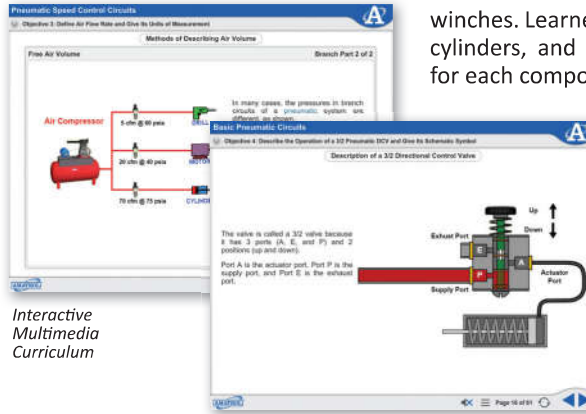 Pneumatic Speed Control Circuits
Objective 3: Define Air Flow Rate and Give Its Units of Measurement
Methods of Describing Air Volume
Free Air Volume
Branch Part 2 of 2
Air Compressor
5 cfm @ 60 psia
DRILL
20 cfm @ 40 psia
MOTOR
70 cfm @ 75 psia
In many cases, the pressures in branch
circuits of a pneumatic system are
different, as shown.
AMATROL
winches. Learne
cylinders, and
for each compo
Basic Pneumatic Circuits
Objective 4: Describe the Operation of a 3/2 Pneumatic DCV and Give Its Schematic Symbol
Description of a 3/2 Directional Control Valve
The valve is called a 3/2 valve because
it has 3 ports (A, E, and P) and 2
positions (up and down).
Port A is the actuator port. Port P is the
supply port, and Port E is the exhaust
port.
Up
Down
Exhust Port
E
A
P
Actuator
Port
Supply Port
AMATROL
Page 16 of 61
Interactive
Multimedia
Curriculum